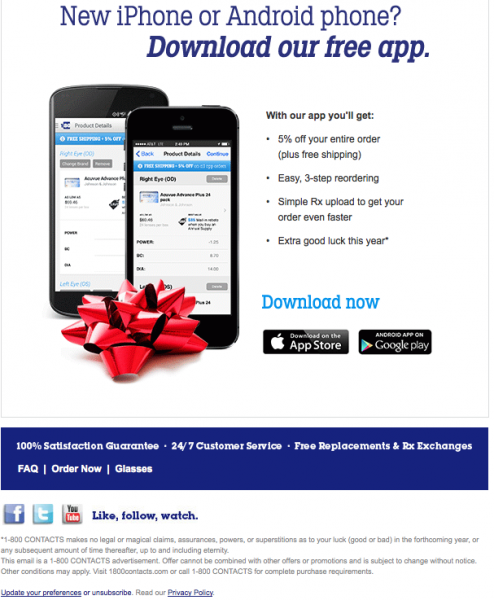 New iPhone or Android phone?
Download our free app.
With our app you'll get:
• 5% off your entire order
(plus free shipping)
• Easy, 3-step reordering
• Simple Rx upload to get your
order even faster
• Extra good luck this year*
Product Details
FREE SHIPPING + 5% OFF
Right Eye (OD)
Change Brand Remove
POWER
BC
DIA
Left Eye (OS)
2:45 PM
Back Product Details Continue
FREE SHIPPING + 5% OFF
Right Eye (OD)
Acuvue Advance Plus 24
pack
Johnson & Johnson
POWER: -1.25
BC: 8.70
DIA: 14.00
Download now
Download on the
App Store
ANDROID APP ON
Google play
100% Satisfaction Guarantee · 24/7 Customer Service · Free Replacements & Rx Exchanges
FAQ | Order Now | Glasses
f t You Tube Like, follow, watch.
*1-800 CONTACTS makes no legal or magical claims, assurances, powers, or superstitions as to your luck (good or bad) in the forthcoming year, or
any subsequent amount of time thereafter, up to and including eternity.
This email is a 1-800 CONTACTS advertisement. Offer cannot be combined with other offers or promotions and is subject to change without notice.
Other conditions may apply. Visit 1800contacts.com or call 1-800 CONTACTS for complete purchase requirements.
Update your preferences or unsubscribe. Read our Privacy Policy.